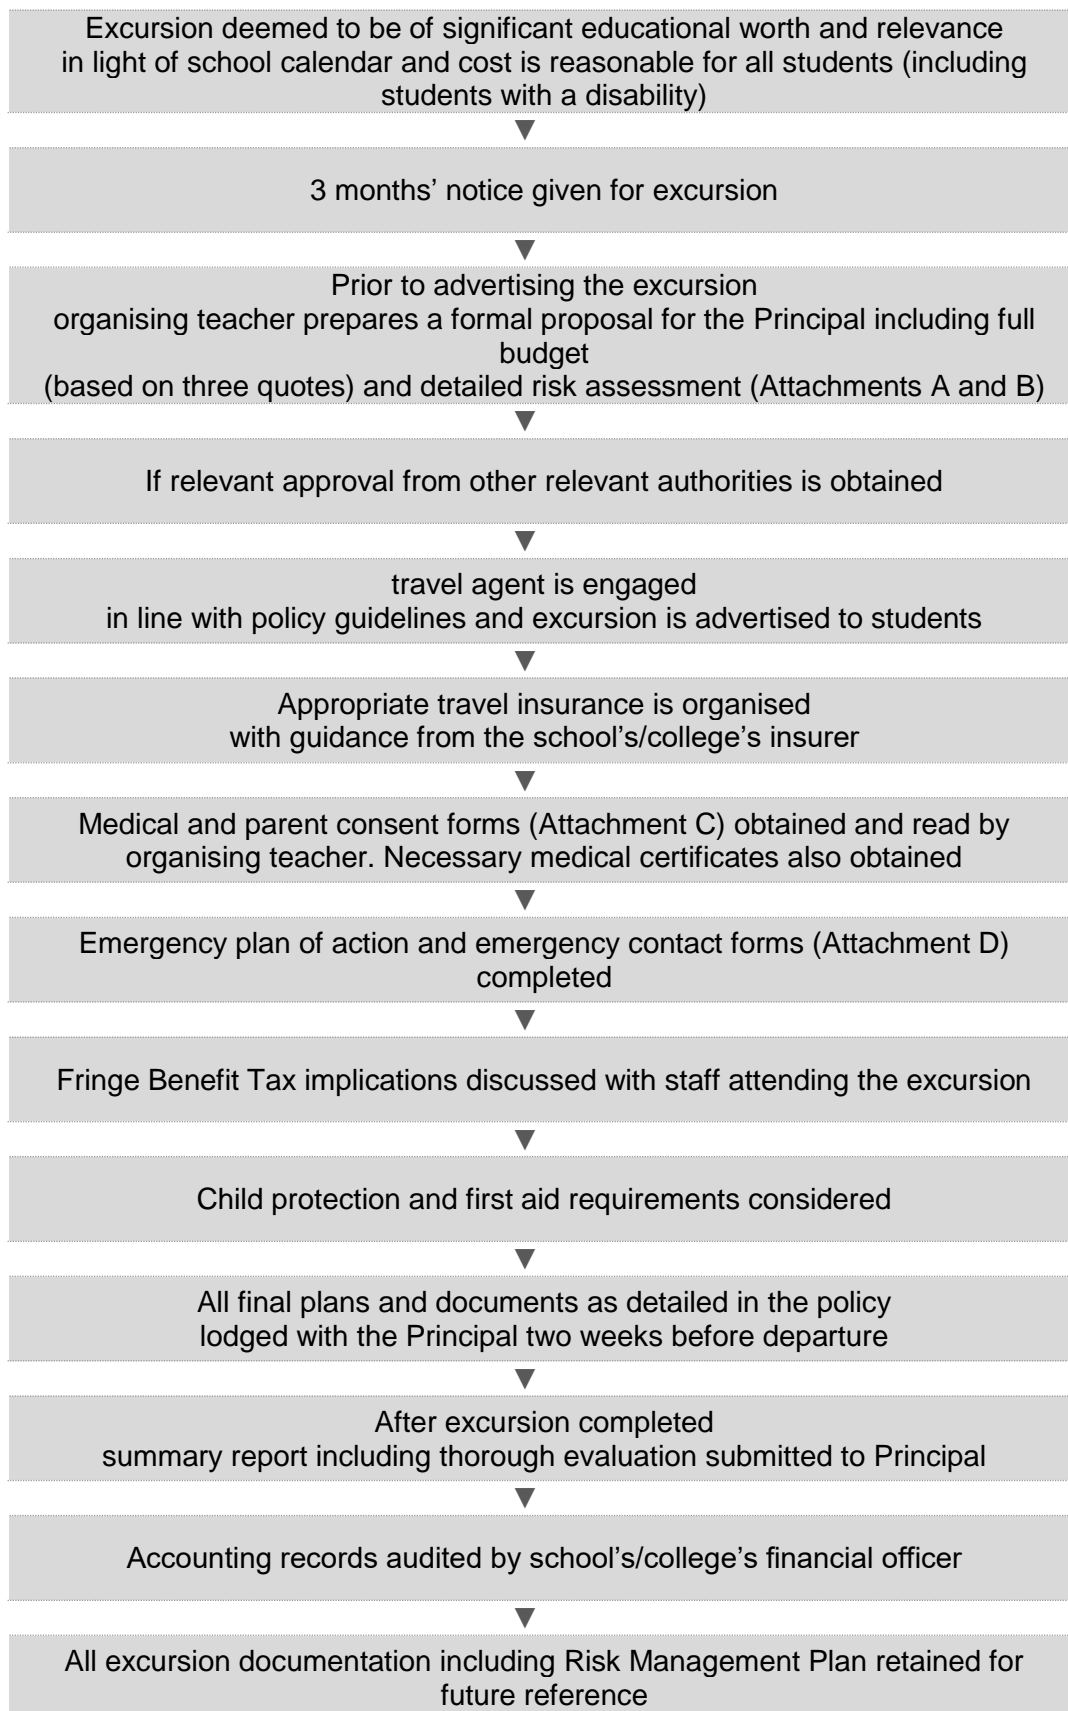 Excursion deemed to be of significant educational worth and relevance
in light of school calendar and cost is reasonable for all students (including
students with a disability)
3 months’ notice given for excursion
Prior to advertising the excursion
organising teacher prepares a formal proposal for the Principal including full
budget
(based on three quotes) and detailed risk assessment (Attachments A and B)
If relevant approval from other relevant authorities is obtained
travel agent is engaged
in line with policy guidelines and excursion is advertised to students
Appropriate travel insurance is organised
with guidance from the school’s/college’s insurer
Medical and parent consent forms (Attachment C) obtained and read by
organising teacher. Necessary medical certificates also obtained
Emergency plan of action and emergency contact forms (Attachment D)
completed
Fringe Benefit Tax implications discussed with staff attending the excursion
Child protection and first aid requirements considered
All final plans and documents as detailed in the policy
lodged with the Principal two weeks before departure
After excursion completed
summary report including thorough evaluation submitted to Principal
Accounting records audited by school’s/college’s financial officer
All excursion documentation including Risk Management Plan retained for
future reference